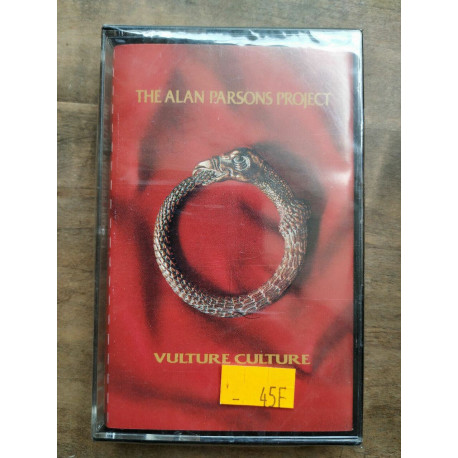 THE ALAN PARSONS PROJECT
VULTURE CULTURE
45F